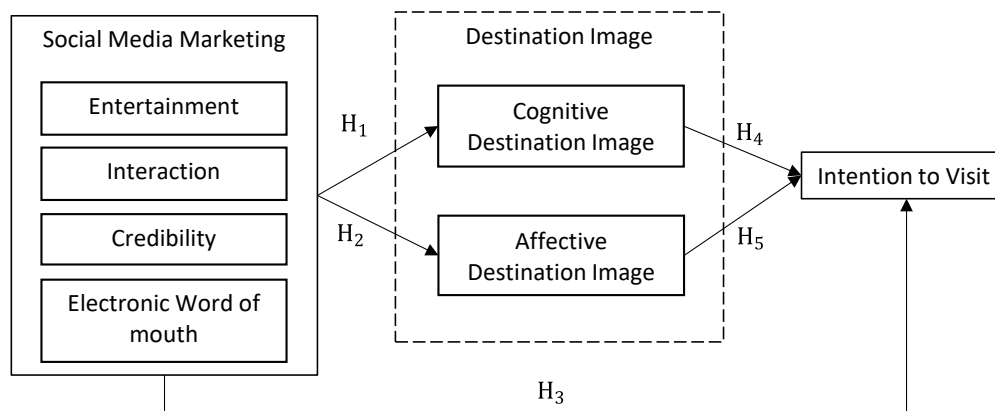 Social Media Marketing
Entertainment
Interaction
Credibility
Electronic Word of
mouth
H₁
H₂
Destination Image
Cognitive
Destination Image
Affective
Destination Image
H₄
H₅
Intention to Visit
H₃